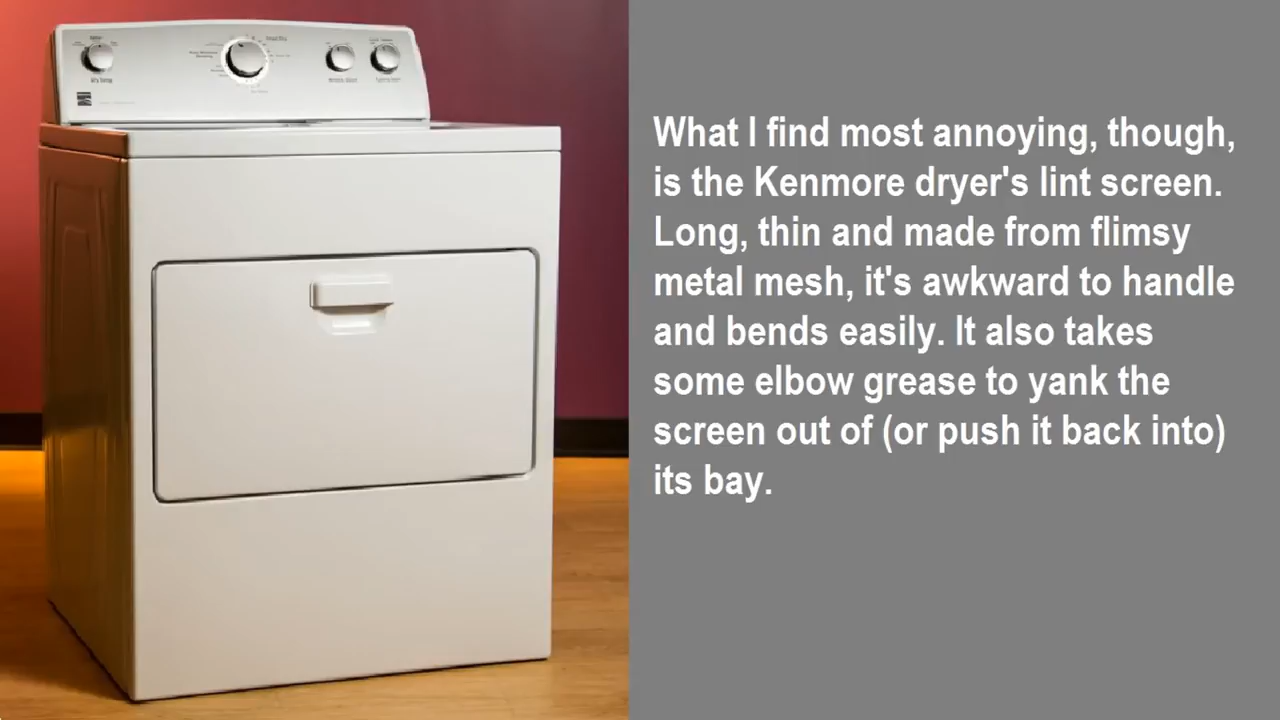 What I find most annoying, though,
is the Kenmore dryer's lint screen.
Long, thin and made from flimsy
metal mesh, it's awkward to handle
and bends easily. It also takes
some elbow grease to yank the
screen out of (or push it back into)
its bay.